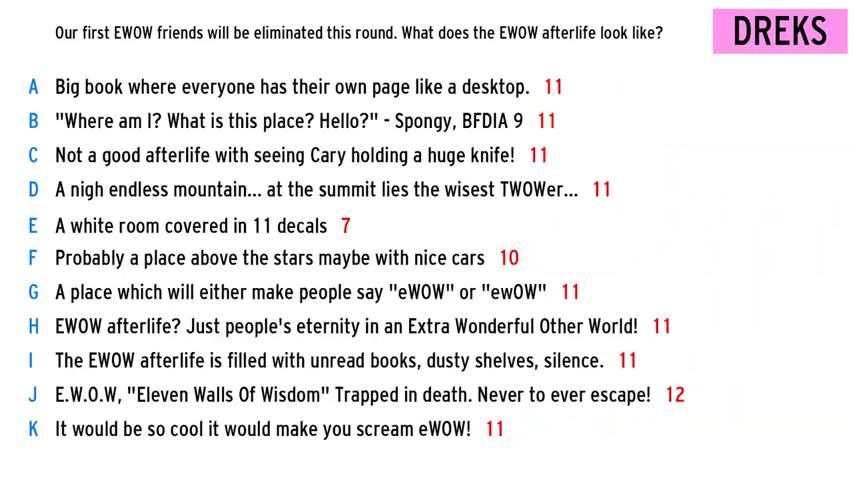 Our first EWOW friends will be eliminated this round. What does the EWOW afterlife look like?
DREKS
A Big book where everyone has their own page like a desktop. 11
B "Where am I? What is this place? Hello?" - Spongy, BFDIA 9 11
C Not a good afterlife with seeing Cary holding a huge knife! 11
D A nigh endless mountain... at the summit lies the wisest TWOWer... 11
E A white room covered in 11 decals 7
F Probably a place above the stars maybe with nice cars 10
G A place which will either make people say "eWOW" or "ewOW" 11
H EWOW afterlife? Just people's eternity in an Extra Wonderful Other World! 11
I The EWOW afterlife is filled with unread books, dusty shelves, silence. 11
J E.W.O.W, "Eleven Walls Of Wisdom" Trapped in death. Never to ever escape! 12
K It would be so cool it would make you scream eWOW! 11